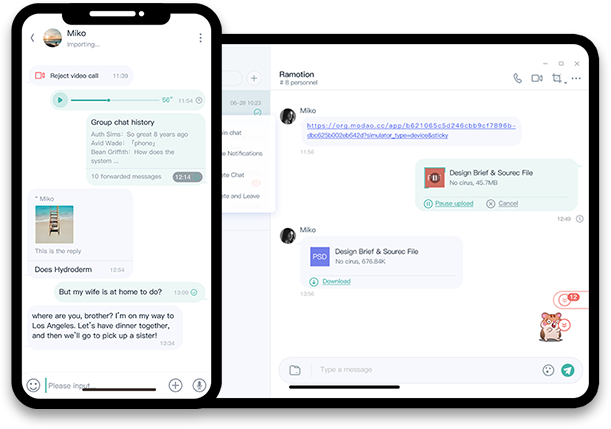 Miko
Importing...
Reject video call
11:39
56"
11:54
Group chat history
Auth Sims: So great 8 years ago
Avid Wade: 「phone」
Bean Griffith: How does the
system ...
10 forwarded messages
12:14
" Miko
This is the reply
Does Hydroderm
12:54
But my wife is at home to do?
13:09
where are you, brother? I'm on my way to
Los Angeles. Let's have dinner together,
and then we'll go to pick up a sister!
13:34
Please input...
06-28 10:23
in chat
e Notifications
te Chat
te and Leave
Ramotion
# 8 personnel
Miko
https://org.modao.cc/app/b621065c5d246cbb9cf7896b-
dbc625b002eb642d?simulator_type=device&sticky
11:56
Design Brief & Sourec File
No cirus, 45.7MB
Pause upload
Cancel
12:49
Miko
PSD
Design Brief & Sourec File
No cirus, 676.84K
Download
13:56
12
Type a message